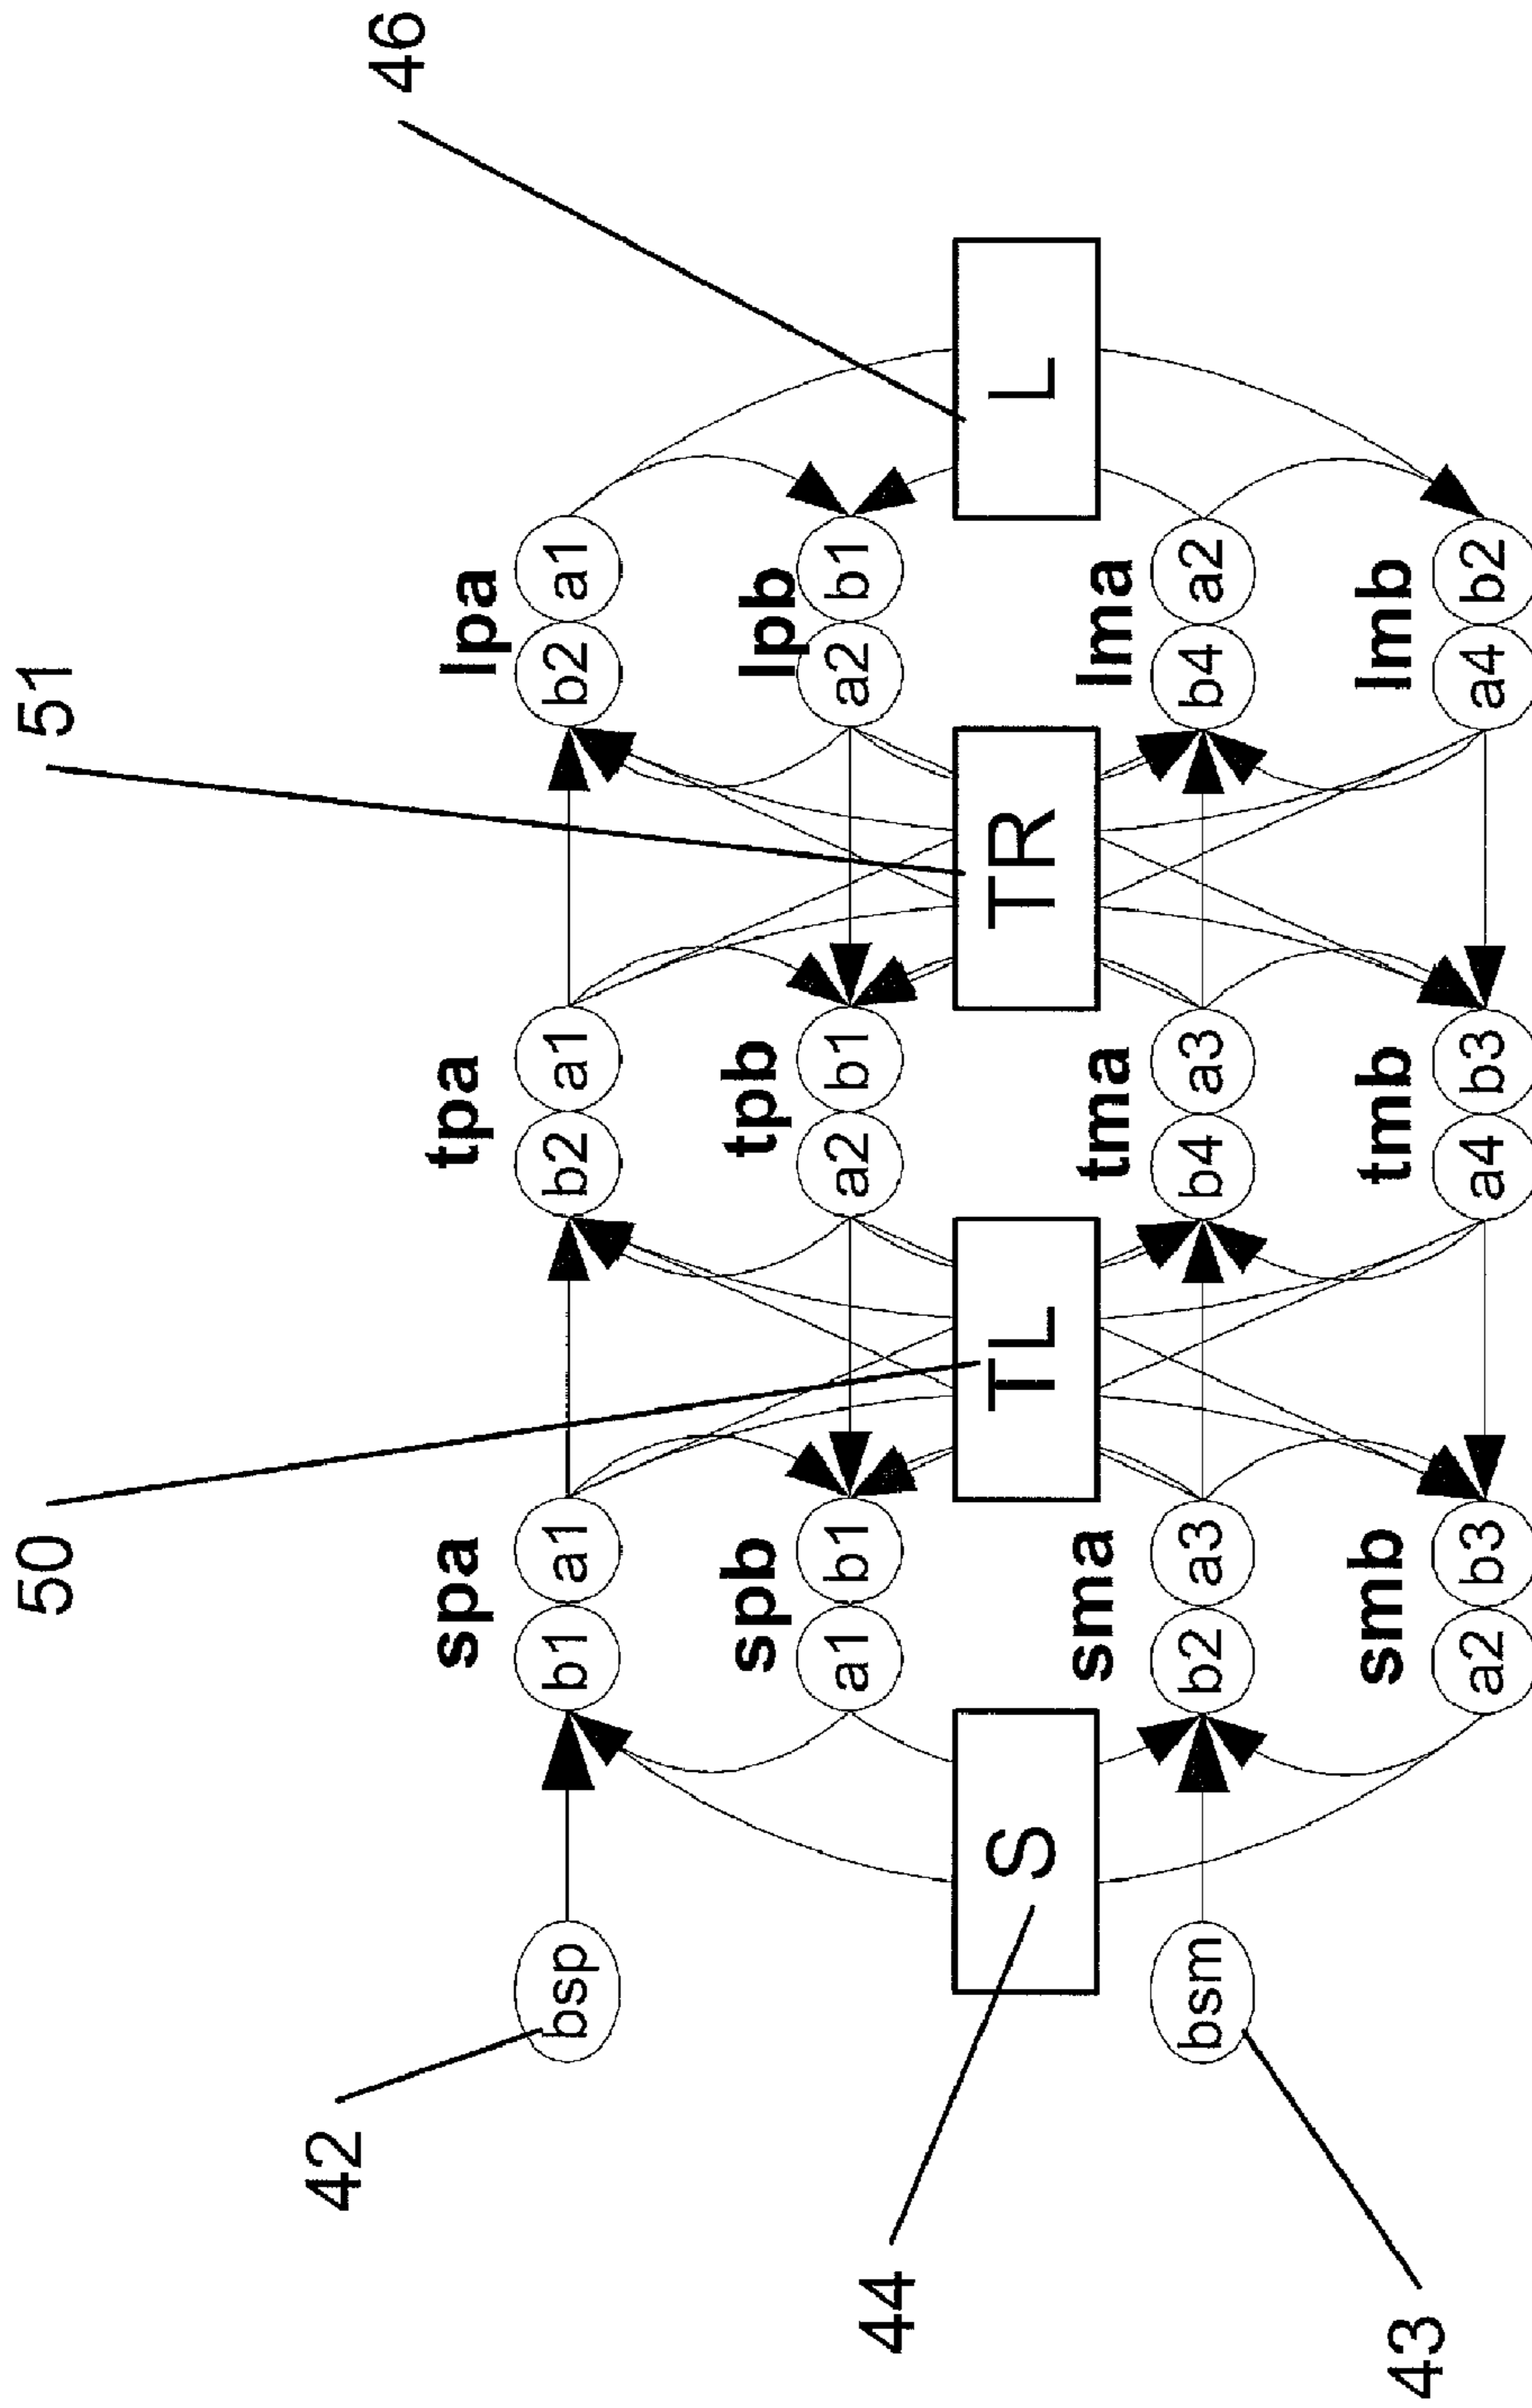 50 51
46
42
spa tpa lpa
bsp b1 a1 b2 a1 b2 a1
spb tpb lpb
a1 b1 a2 b1 a2 b1
44
S TL TR L
sma tma lma
bsm b2 a3 b4 a3 b4 a2
smb tmb lmb
43
a2 b3 a4 b3 a4 b2